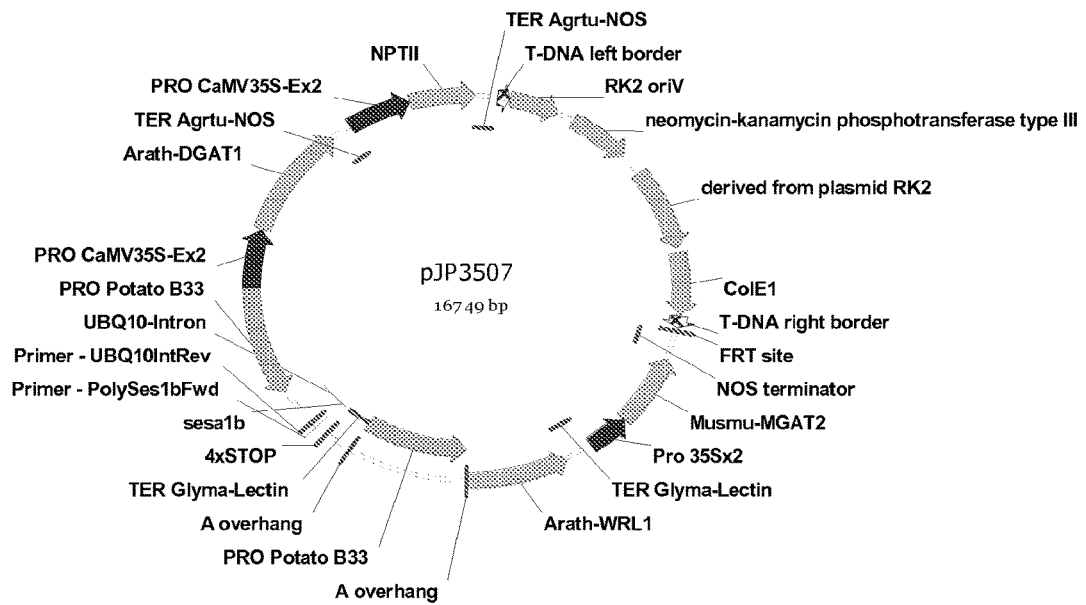 TER Agrtu-NOS
NPTII
T-DNA left border
PRO CaMV35S-Ex2
RK2 oriV
TER Agrtu-NOS
neomycin-kanamycin phosphotransferase type III
Arath-DGAT1
derived from plasmid RK2
PRO CaMV35S-Ex2
pJP3507
PRO Potato B33
16749 bp
ColE1
UBQ10-Intron
T-DNA right border
Primer - UBQ10IntRev
FRT site
Primer - PolySes1bFwd
NOS terminator
sesa1b
Musmu-MGAT2
4xSTOP
Pro 35Sx2
TER Glyma-Lectin
TER Glyma-Lectin
A overhang
Arath-WRL1
PRO Potato B33
A overhang